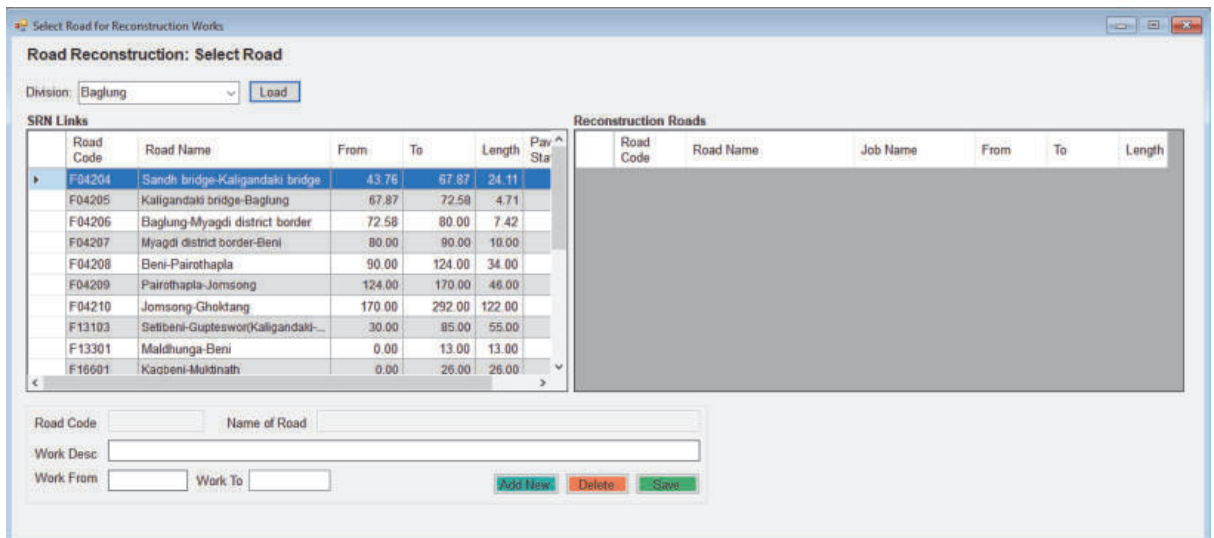 Select Road for Reconstruction Works
Road Reconstruction: Select Road
Division: Baglung Load
SRN Links
Reconstruction Roads
Road Code Road Name From To Length Pav Sta
Road Code Road Name Job Name From To Length
F04204 Sandh bridge-Kaligandaki bridge 43.76 67.87 24.11
F04205 Kaligandaki bridge-Baglung 67.87 72.58 4.71
F04206 Baglung-Myagdi district border 72.58 80.00 7.42
F04207 Myagdi district border-Beni 80.00 90.00 10.00
F04208 Beni-Pairothapla 90.00 124.00 34.00
F04209 Pairothapla-Jomsong 124.00 170.00 46.00
F04210 Jomsong-Ghoktang 170.00 292.00 122.00
F13103 Setibeni-Gupteswor(Kaligandaki-... 30.00 85.00 55.00
F13301 Maldhunga-Beni 0.00 13.00 13.00
F16601 Kagbeni-Muktinath 0.00 26.00 26.00
Road Code Name of Road
Work Desc
Work From Work To Add New Delete Save